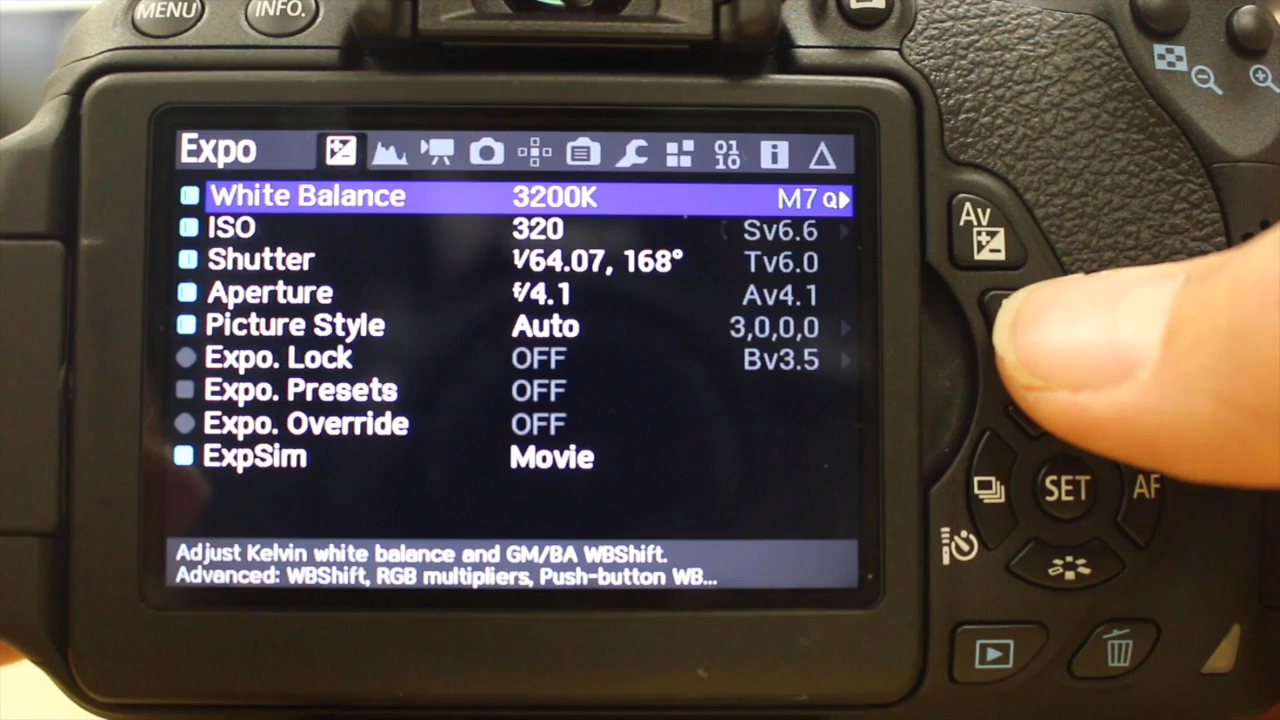 MENU INFO.
Expo 01 10 i
White Balance 3200K M7 Q
ISO 320 Sv6.6
Shutter 1/64.07, 168° Tv6.0
Aperture f/4.1 Av4.1
Picture Style Auto 3,0,0,0
Expo. Lock OFF Bv3.5
Expo. Presets OFF
Expo. Override OFF
ExpSim Movie
Adjust Kelvin white balance and GM/BA WBShift.
Advanced: WBShift, RGB multipliers, Push-button WB...
Av
SET AF